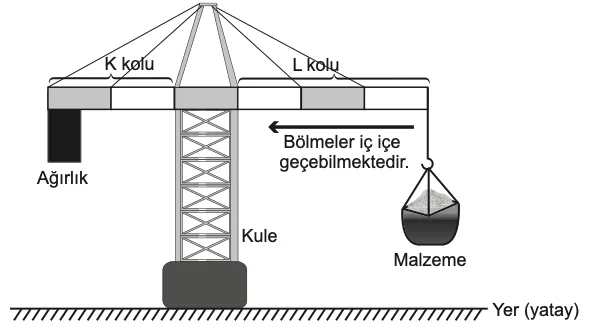 K kolu
L kolu
Bölmeler iç içe
geçebilmektedir.
Ağırlık
Kule
Malzeme
Yer (yatay)